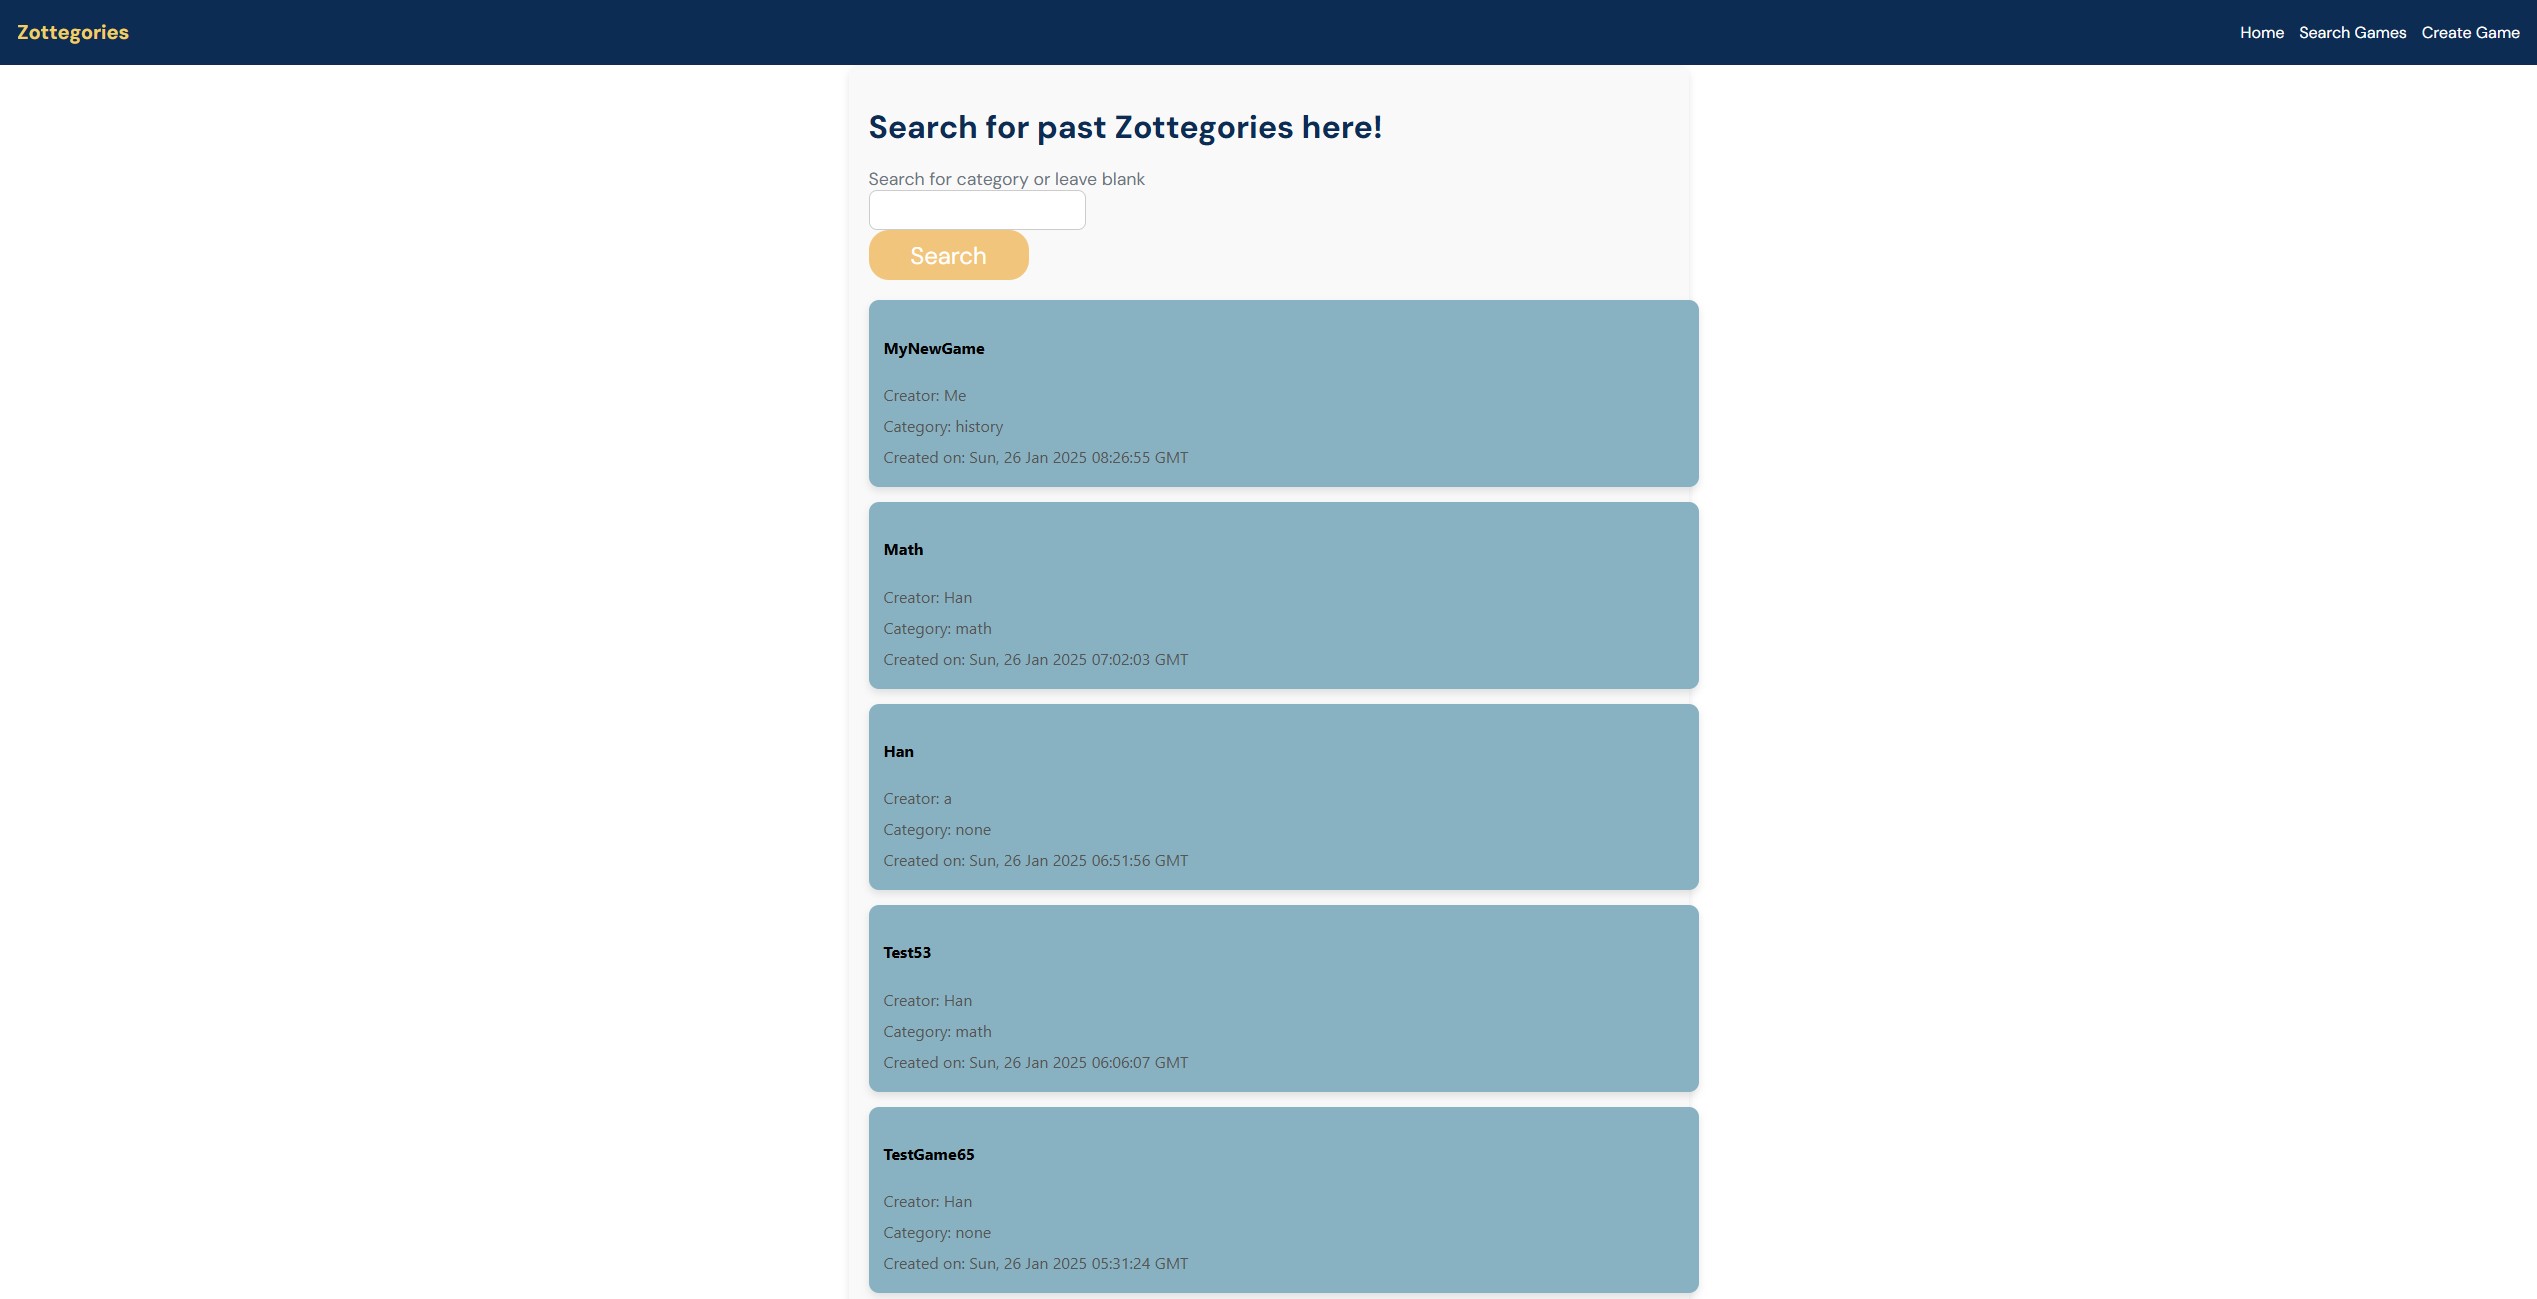 Zottegories
Home Search Games Create Game
Search for past Zottegories here!
Search for category or leave blank
Search
MyNewGame
Creator: Me
Category: history
Created on: Sun, 26 Jan 2025 08:26:55 GMT
Math
Creator: Han
Category: math
Created on: Sun, 26 Jan 2025 07:02:03 GMT
Han
Creator: a
Category: none
Created on: Sun, 26 Jan 2025 06:51:56 GMT
Test53
Creator: Han
Category: math
Created on: Sun, 26 Jan 2025 06:06:07 GMT
TestGame65
Creator: Han
Category: none
Created on: Sun, 26 Jan 2025 05:31:24 GMT